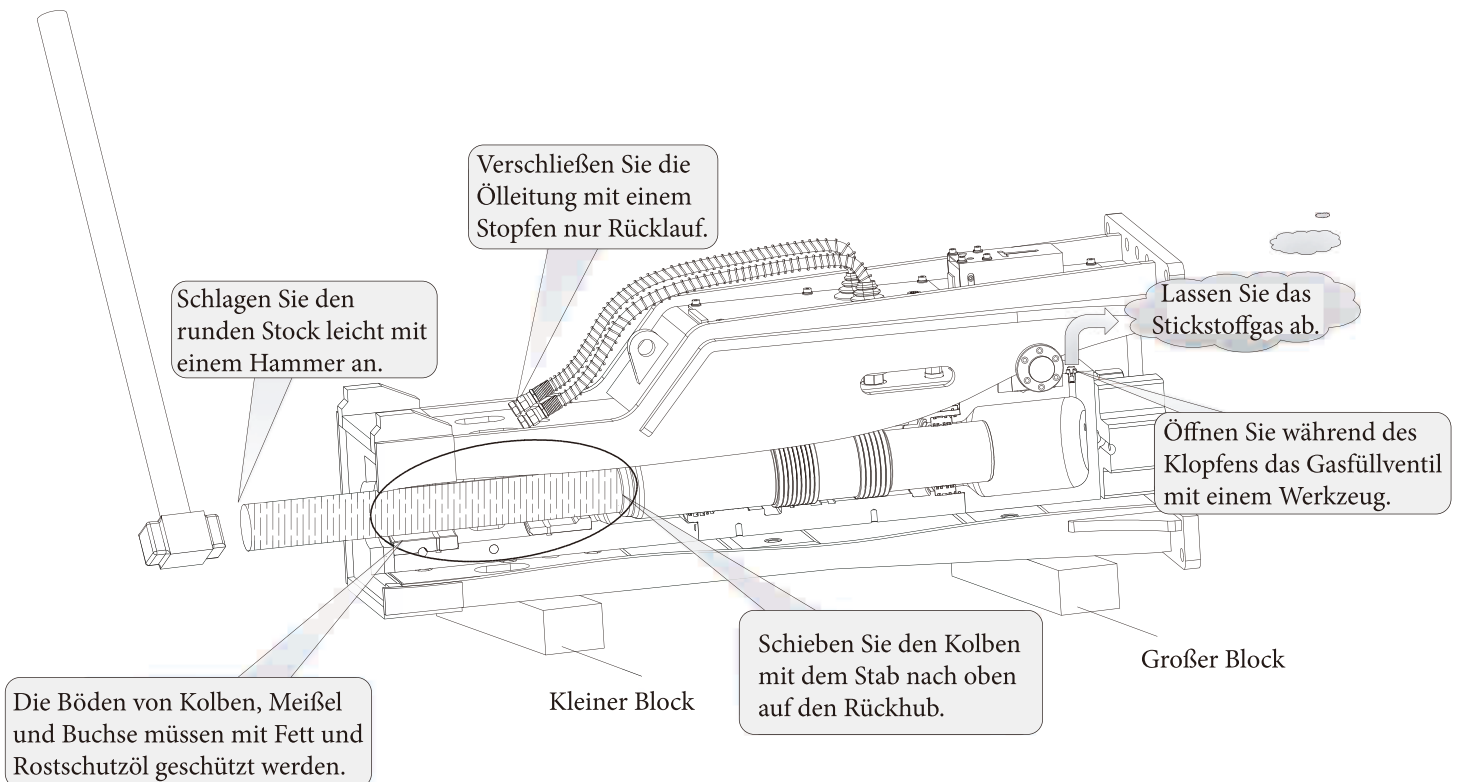 Verschließen Sie die
Ölleitung mit einem
Stopfen nur Rücklauf.
Schlagen Sie den
runden Stock leicht mit
einem Hammer an.
Lassen Sie das
Stickstoffgas ab.
Öffnen Sie während des
Klopfens das Gasfüllventil
mit einem Werkzeug.
Schieben Sie den Kolben
mit dem Stab nach oben
auf den Rückhub.
Großer Block
Kleiner Block
Die Böden von Kolben, Meißel
und Buchse müssen mit Fett und
Rostschutzöl geschützt werden.